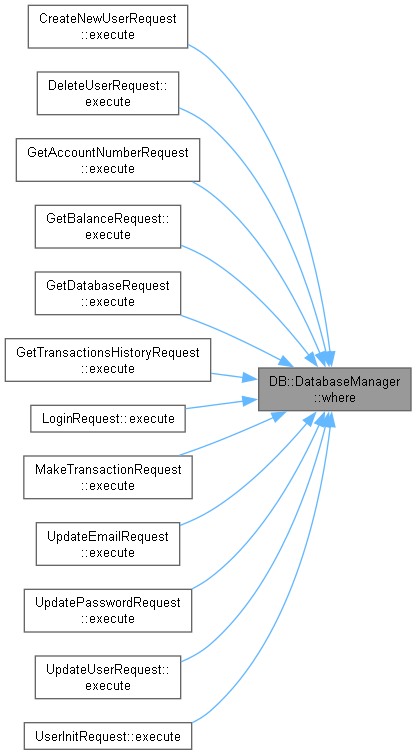 CreateNewUserRequest
::execute
DeleteUserRequest::
execute
GetAccountNumberRequest
::execute
GetBalanceRequest::
execute
GetDatabaseRequest
::execute
GetTransactionsHistoryRequest
::execute
DB::DatabaseManager
::where
LoginRequest::execute
MakeTransactionRequest
::execute
UpdateEmailRequest
::execute
UpdatePasswordRequest
::execute
UpdateUserRequest::
execute
UserInitRequest::execute